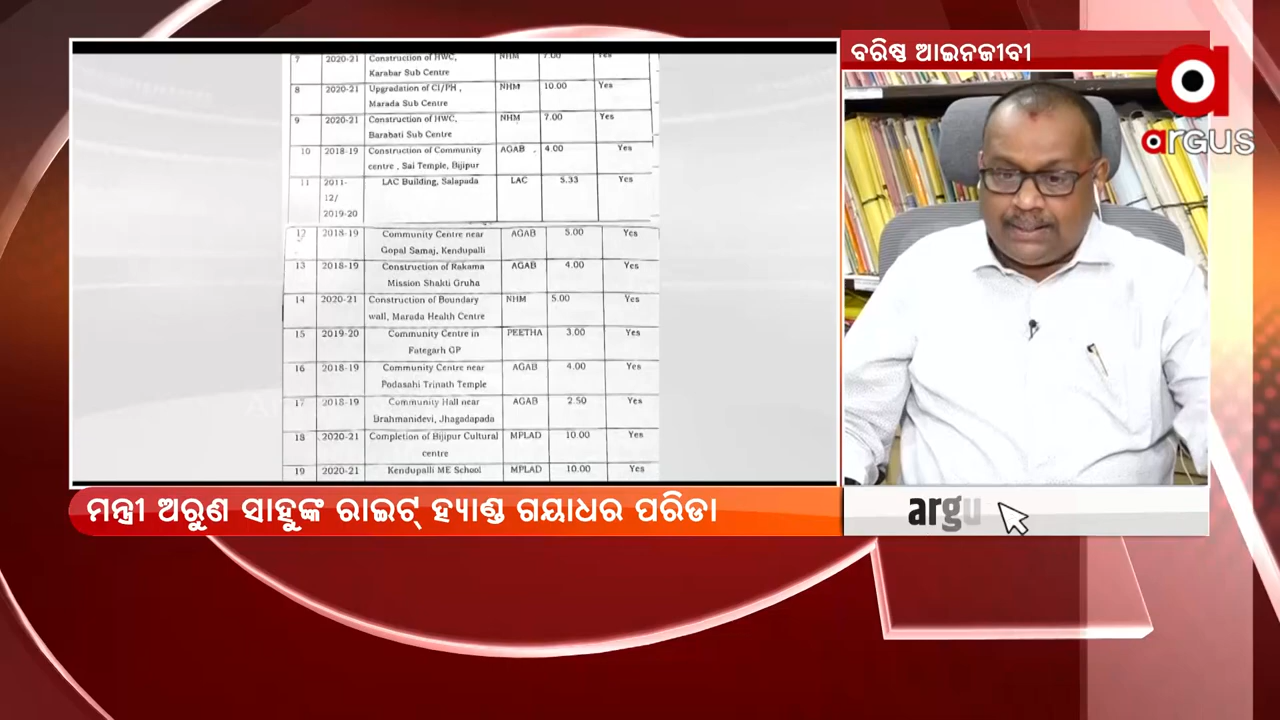 7 2020-21 Construction of HWC, Karabar Sub Centre NHM 7.00 Yes
8 2020-21 Upgradation of CI/PH , Marada Sub Centre NHM 10.00 Yes
9 2020-21 Construction of HWC, Barabati Sub Centre NHM 7.00 Yes
10 2018-19 Construction of Community centre , Sai Temple, Bijipur AGAB 4.00 Yes
11 2011-12/ 2019-20 LAC Building, Salapada LAC 5.33 Yes
12 2018-19 Community Centre near Gopal Samaj, Kendupalli AGAB 5.00 Yes
13 2018-19 Construction of Rakama Mission Shakti Gruha AGAB 4.00 Yes
14 2020-21 Construction of Boundary wall, Marada Health Centre NHM 5.00 Yes
15 2019-20 Community Centre in Fategarh GP PEETHA 3.00 Yes
16 2018-19 Community Centre near Podasahi Trinath Temple AGAB 4.00 Yes
17 2018-19 Community Hall near Brahmanidevi, Jhagadapada AGAB 2.50 Yes
18 2020-21 Completion of Bijipur Cultural centre MPLAD 10.00 Yes
19 2020-21 Kendupalli ME School MPLAD 10.00 Yes
ବରିଷ୍ଠ ଆଇନଜୀବୀ
argus
ମନ୍ତ୍ରୀ ଅରୁଣ ସାହୁଙ୍କ ରାଇଟ୍ ହ୍ୟାଣ୍ଡ ଗୟାଧର ପରିଡା
argu